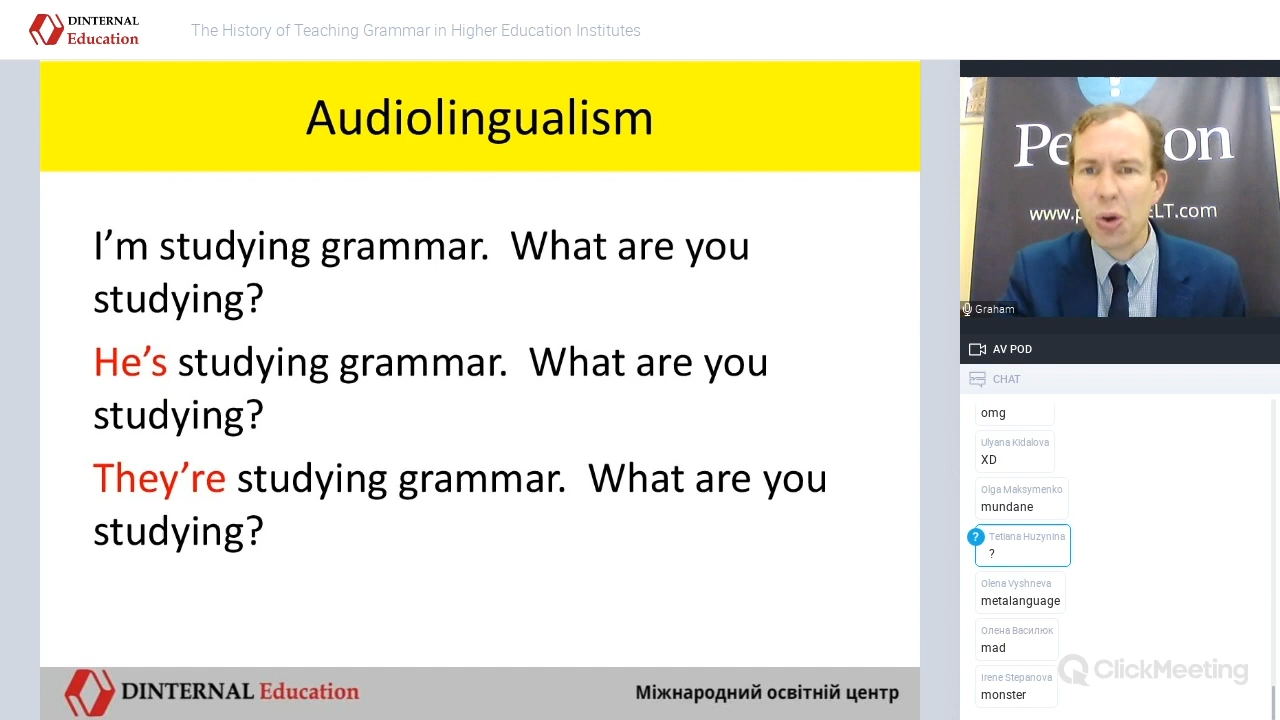 DINTERNAL
Education
The History of Teaching Grammar in Higher Education Institutes
Audiolingualism
I'm studying grammar.  What are you
studying?
He's studying grammar.  What are you
studying?
They're studying grammar.  What are you
studying?
DINTERNAL Education
Міжнародний освітній центр
Graham
AV POD
CHAT
omg
Ulyana Kidalova
XD
Olga Maksymenko
mundane
? Tetiana Huzynina
?
Olena Vyshneva
metalanguage
Олена Василюк
mad
Irene Stepanova
monster
ClickMeeting